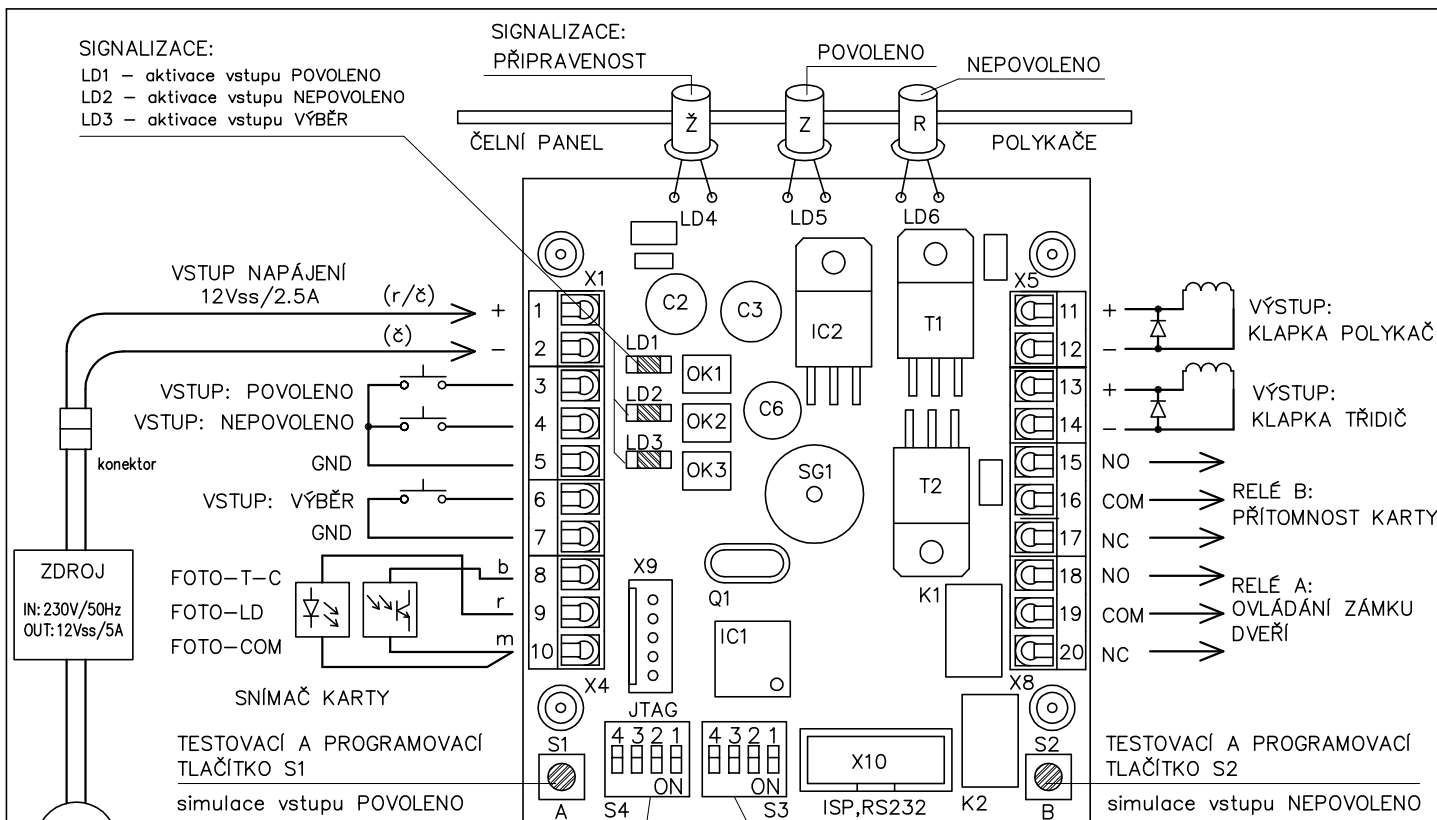 SIGNALIZACE:
LD1 – aktivace vstupu POVOLENO
LD2 – aktivace vstupu NEPOVOLENO
LD3 – aktivace vstupu VÝBĚR
SIGNALIZACE:
PŘIPRAVENOST
POVOLENO
NEPOVOLENO
Ž
Z
R
ČELNÍ PANEL
POLYKAČE
LD4
LD5
LD6
VSTUP NAPÁJENÍ
12Vss/2.5A
(r/č)
+
(č)
–
VSTUP: POVOLENO
VSTUP: NEPOVOLENO
GND
VSTUP: VÝBĚR
GND
konektor
ZDROJ
IN: 230V/50Hz
OUT: 12Vss/5A
FOTO–T–C
FOTO–LD
FOTO–COM
b
r
m
SNÍMAČ KARTY
X1
1
2
3
4
5
6
7
8
9
10
X4
C2
C3
IC2
T1
LD1
OK1
LD2
OK2
LD3
OK3
C6
SG1
T2
X9
Q1
K1
IC1
JTAG
X5
11
12
13
14
15
16
17
18
19
20
X8
+
–
VÝSTUP:
KLAPKA POLYKAČ
+
–
VÝSTUP:
KLAPKA TŘIDIČ
NO
COM
NC
RELÉ B:
PŘÍTOMNOST KARTY
NO
COM
NC
RELÉ A:
OVLÁDÁNÍ ZÁMKU
DVEŘÍ
TESTOVACÍ A PROGRAMOVACÍ
TLAČÍTKO S1
simulace vstupu POVOLENO
S1
A
4 3 2 1
ON
S4
4 3 2 1
ON
S3
X10
ISP,RS232
K2
S2
B
TESTOVACÍ A PROGRAMOVACÍ
TLAČÍTKO S2
simulace vstupu NEPOVOLENO